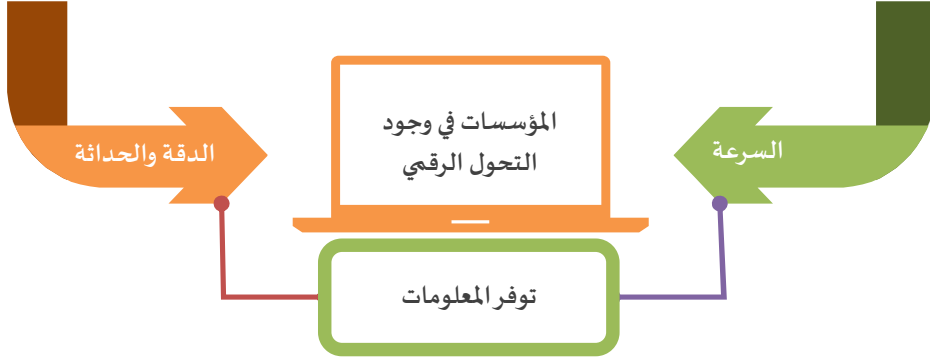 المؤسسات في وجود
التحول الرقمي
السرعة
الدقة والحداثة
توفر المعلومات